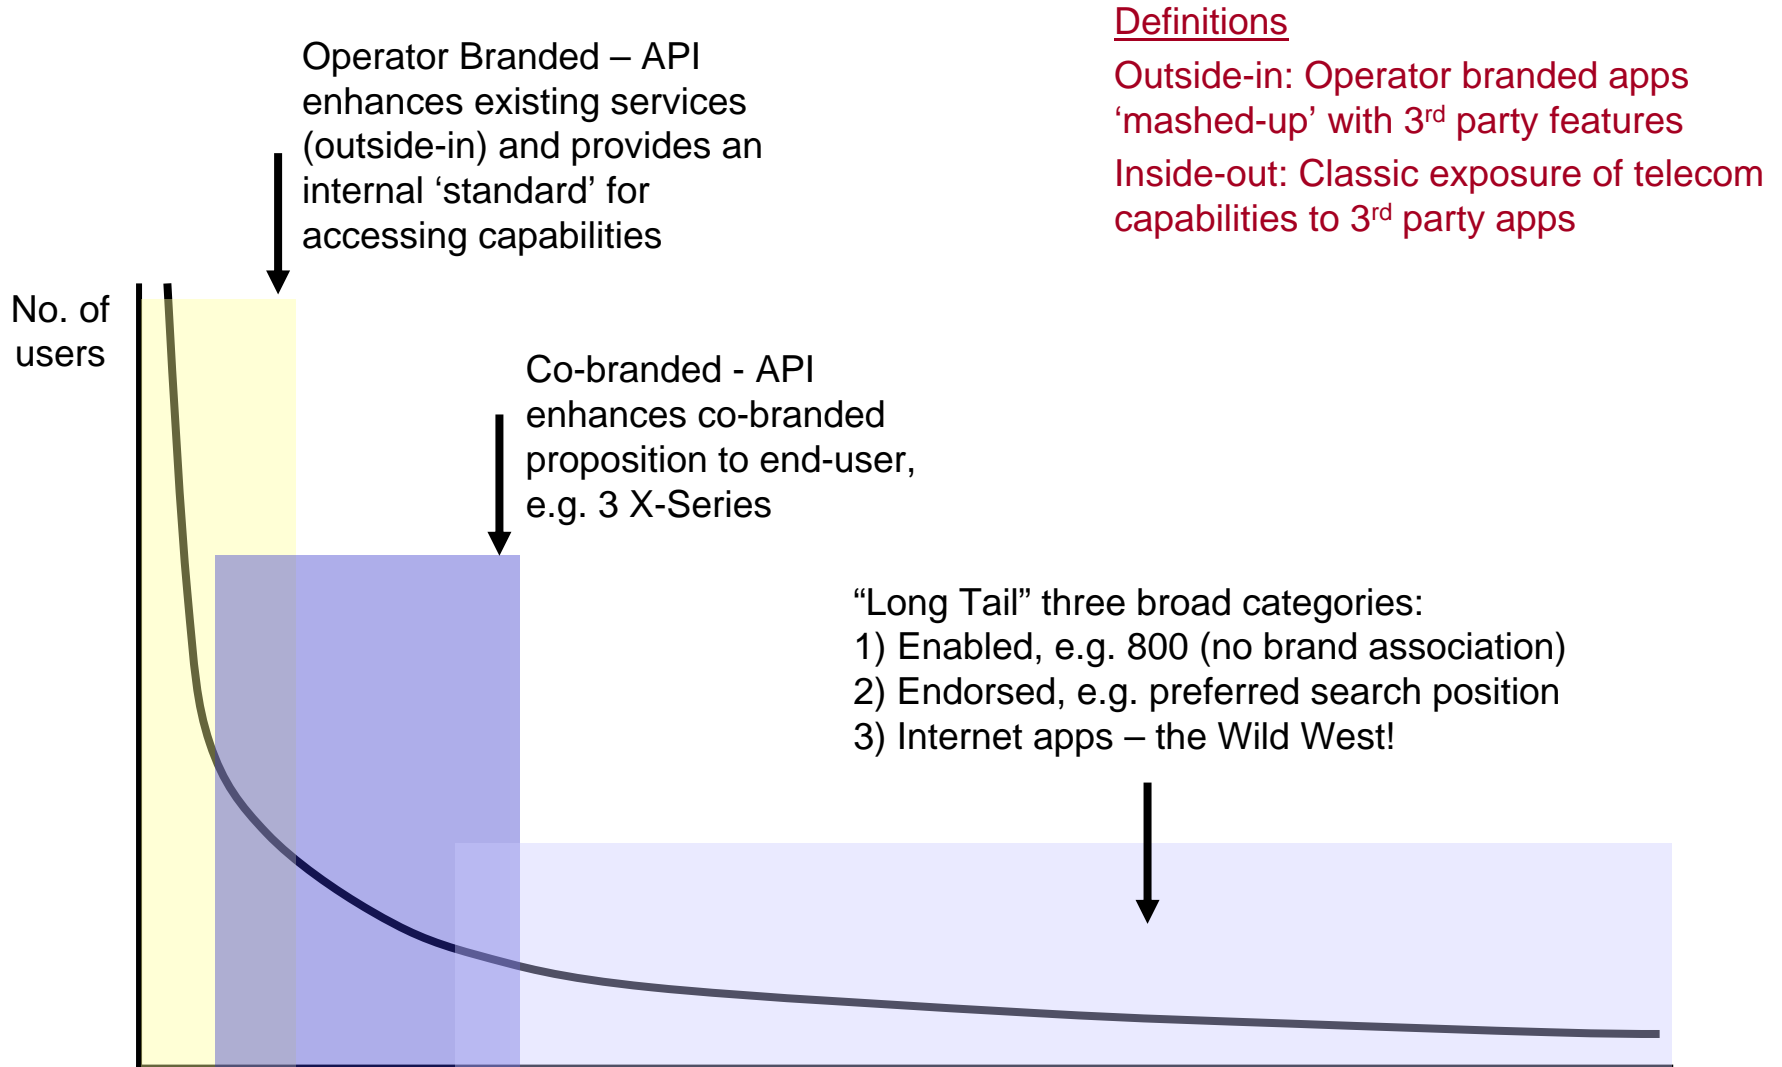 Definitions
Outside-in: Operator branded apps
‘mashed-up’ with 3rd party features
Inside-out: Classic exposure of telecom
capabilities to 3rd party apps
Operator Branded – API
enhances existing services
(outside-in) and provides an
internal ‘standard’ for
accessing capabilities
No. of
users
Co-branded - API
enhances co-branded
proposition to end-user,
e.g. 3 X-Series
“Long Tail” three broad categories:
1) Enabled, e.g. 800 (no brand association)
2) Endorsed, e.g. preferred search position
3) Internet apps – the Wild West!